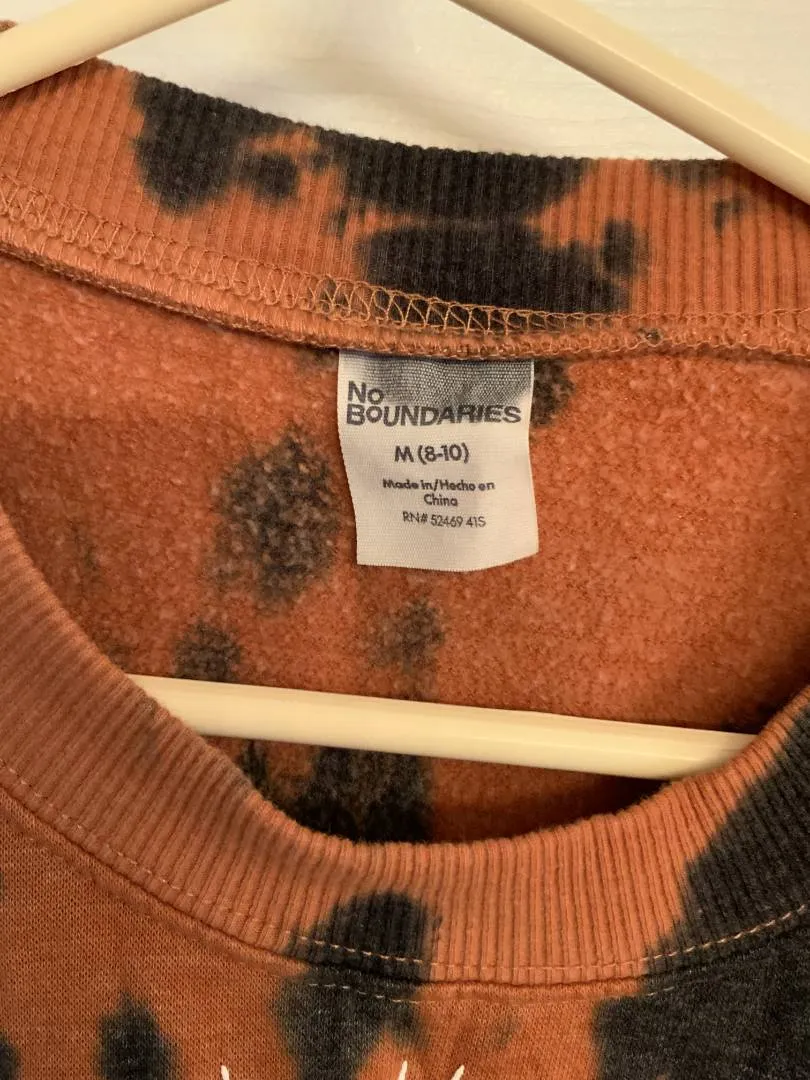 No
BOUNDARIES
M (8-10)
Made in/Hecho en
China
RN# 52469 41S